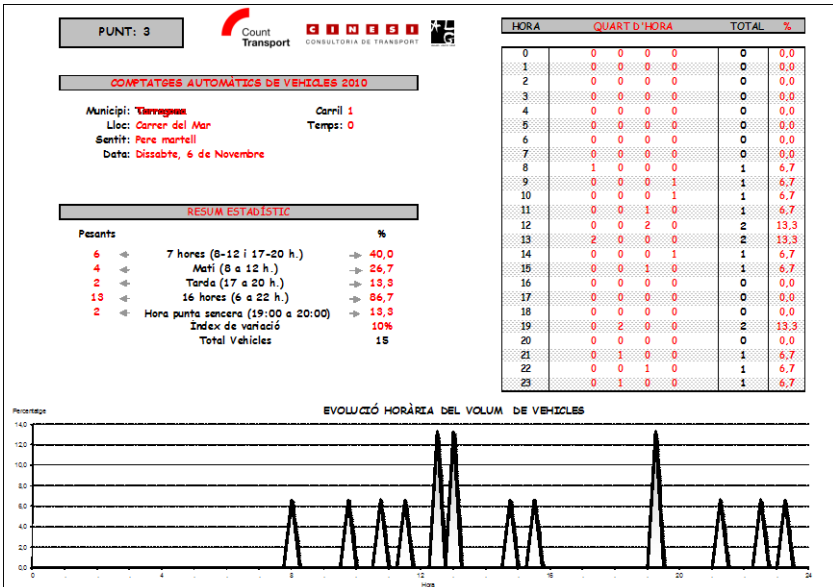 PUNT: 3
Count
Transport
CINESI
CONSULTORIA DE TRANSPORT
COMPTATGES AUTOMÀTICS DE VEHICLES 2010
Municipi: Tarragona Carril 1
Lloc: Carrer del Mar Temps: 0
Sentit: Pere martell
Data: Dissabte, 6 de Novembre
RESUM ESTADÍSTIC
Pesants %
6 7 hores (8-12 i 17-20 h.) 40,0
4 Matí (8 a 12 h.) 26,7
2 Tarda (17 a 20 h.) 13,3
13 16 hores (6 a 22 h.) 86,7
2 Hora punta sencera (19:00 a 20:00) 13,3
Índex de variació 10%
Total Vehicles 15
HORA QUART D'HORA TOTAL %
0 0 0 0 0 0 0,0
1 0 0 0 0 0 0,0
2 0 0 0 0 0 0,0
3 0 0 0 0 0 0,0
4 0 0 0 0 0 0,0
5 0 0 0 0 0 0,0
6 0 0 0 0 0 0,0
7 0 0 0 0 0 0,0
8 1 0 0 0 1 6,7
9 0 0 0 1 1 6,7
10 0 0 0 1 1 6,7
11 0 0 1 0 1 6,7
12 0 0 2 0 2 13,3
13 2 0 0 0 2 13,3
14 0 0 0 1 1 6,7
15 0 0 1 0 1 6,7
16 0 0 0 0 0 0,0
17 0 0 0 0 0 0,0
18 0 0 0 0 0 0,0
19 0 2 0 0 2 13,3
20 0 0 0 0 0 0,0
21 0 1 0 0 1 6,7
22 0 0 1 0 1 6,7
23 0 1 0 0 1 6,7
EVOLUCIÓ HORÀRIA DEL VOLUM DE VEHICLES
Percentatge
14,0
12,0
10,0
8,0
6,0
4,0
2,0
0,0
0 4 8 12 16 20 24
Hora